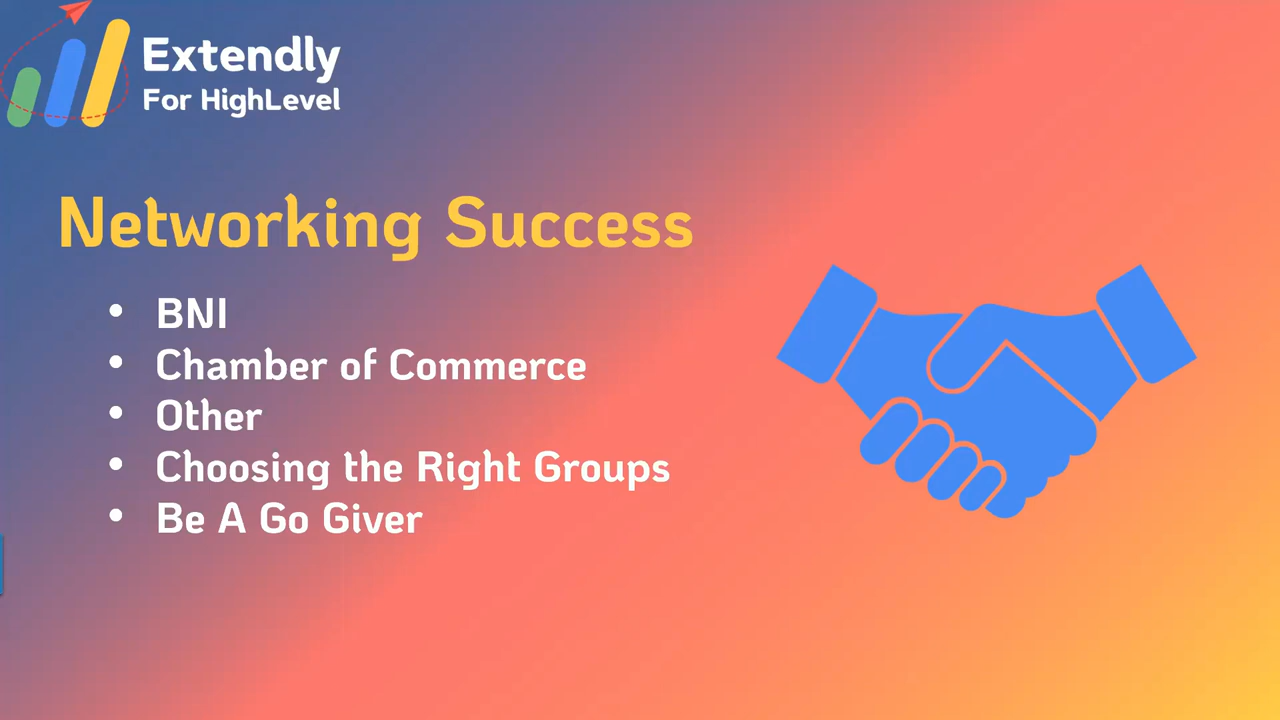 Extendly
For HighLevel
Networking Success
• BNI
• Chamber of Commerce
• Other
• Choosing the Right Groups
• Be A Go Giver